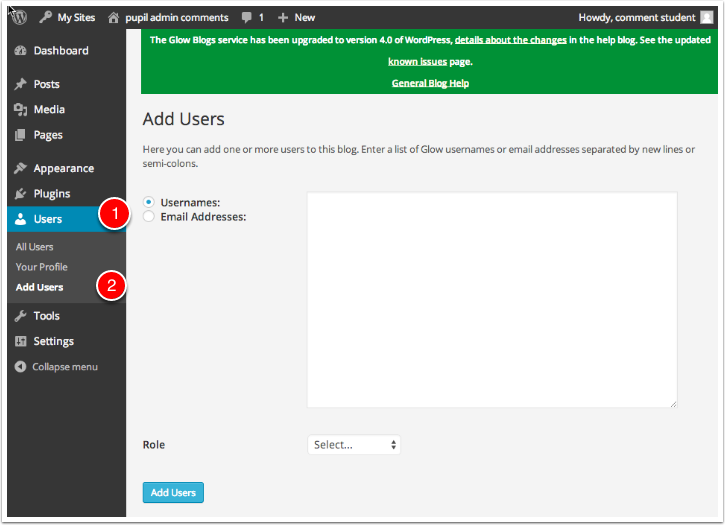 My Sites pupil admin comments 1 New Howdy, comment student
Dashboard
Posts
Media
Pages
Appearance
Plugins
Users 1
All Users
Your Profile
Add Users 2
Tools
Settings
Collapse menu
The Glow Blogs service has been upgraded to version 4.0 of WordPress, details about the changes in the help blog. See the updated
known issues page.
General Blog Help
Add Users
Here you can add one or more users to this blog. Enter a list of Glow usernames or email addresses separated by new lines or
semi-colons.
Usernames:
Email Addresses:
Role Select...
Add Users